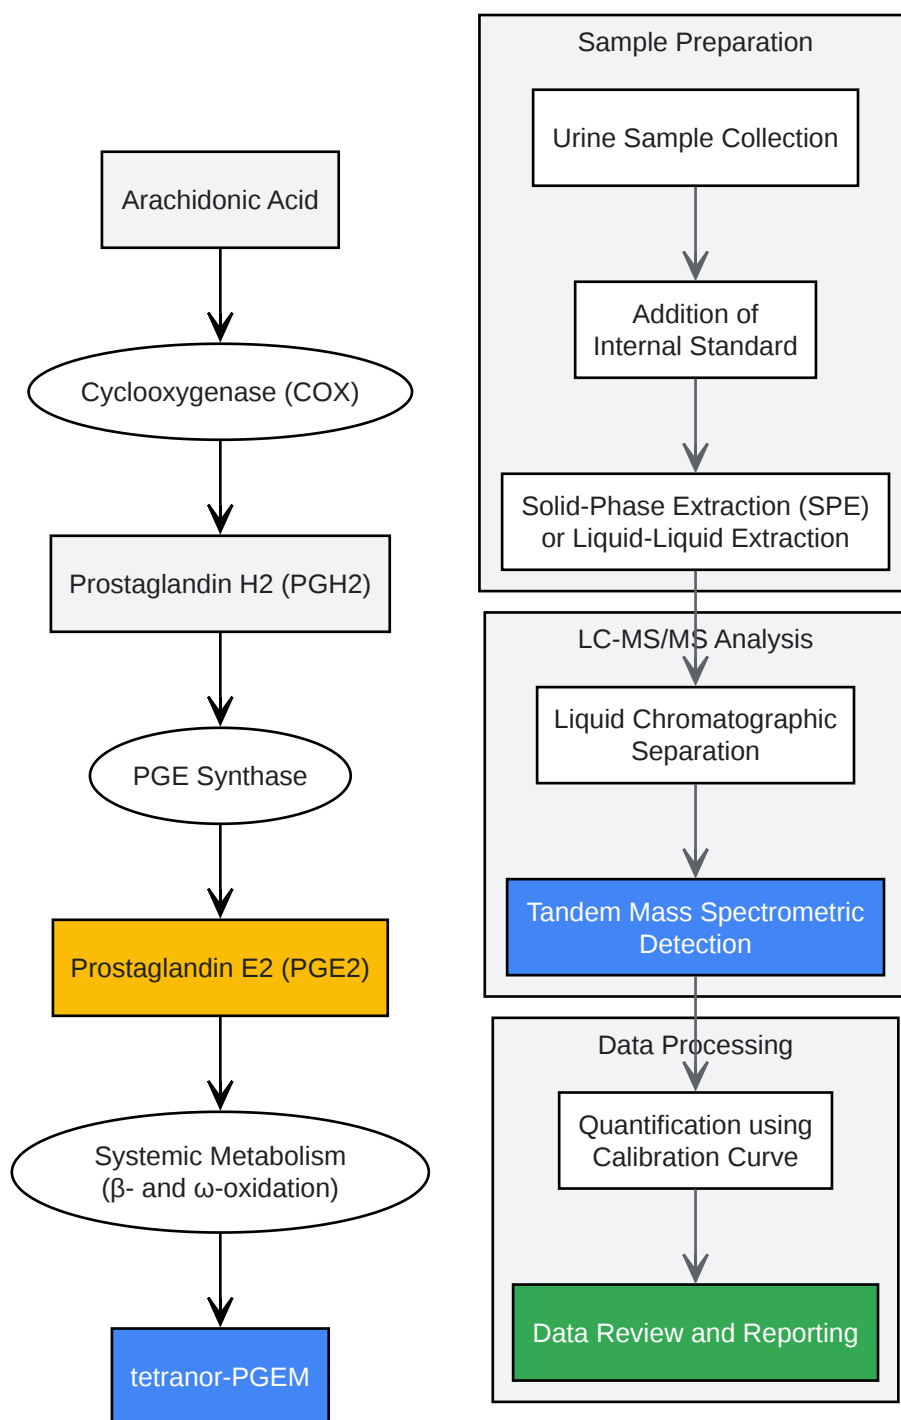 Arachidonic Acid
Cyclooxygenase (COX)
Prostaglandin H2 (PGH2)
PGE Synthase
Prostaglandin E2 (PGE2)
Systemic Metabolism
(β- and ω-oxidation)
tetranor-PGEM
Sample Preparation
Urine Sample Collection
Addition of
Internal Standard
Solid-Phase Extraction (SPE)
or Liquid-Liquid Extraction
LC-MS/MS Analysis
Liquid Chromatographic
Separation
Tandem Mass Spectrometric
Detection
Data Processing
Quantification using
Calibration Curve
Data Review and Reporting